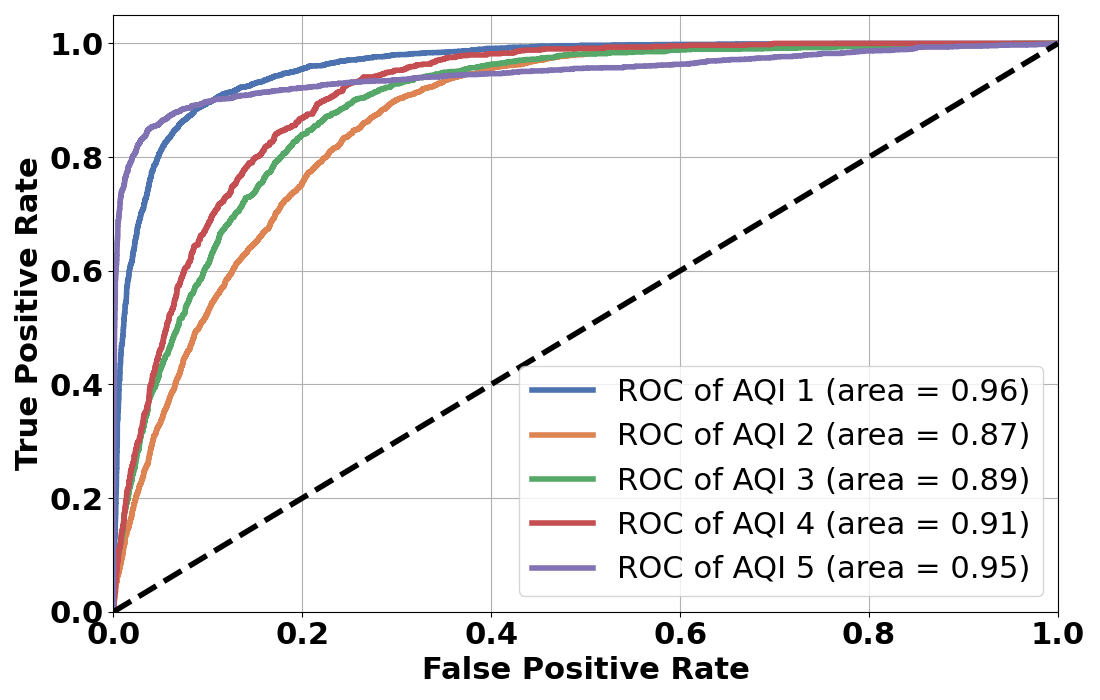 True Positive Rate
1.0
0.8
0.6
0.4
0.2
0.0
ROC of AQI 1 (area = 0.96)
ROC of AQI 2 (area = 0.87)
ROC of AQI 3 (area = 0.89)
ROC of AQI 4 (area = 0.91)
ROC of AQI 5 (area = 0.95)
0.0 0.2 0.4 0.6 0.8 1.0
False Positive Rate